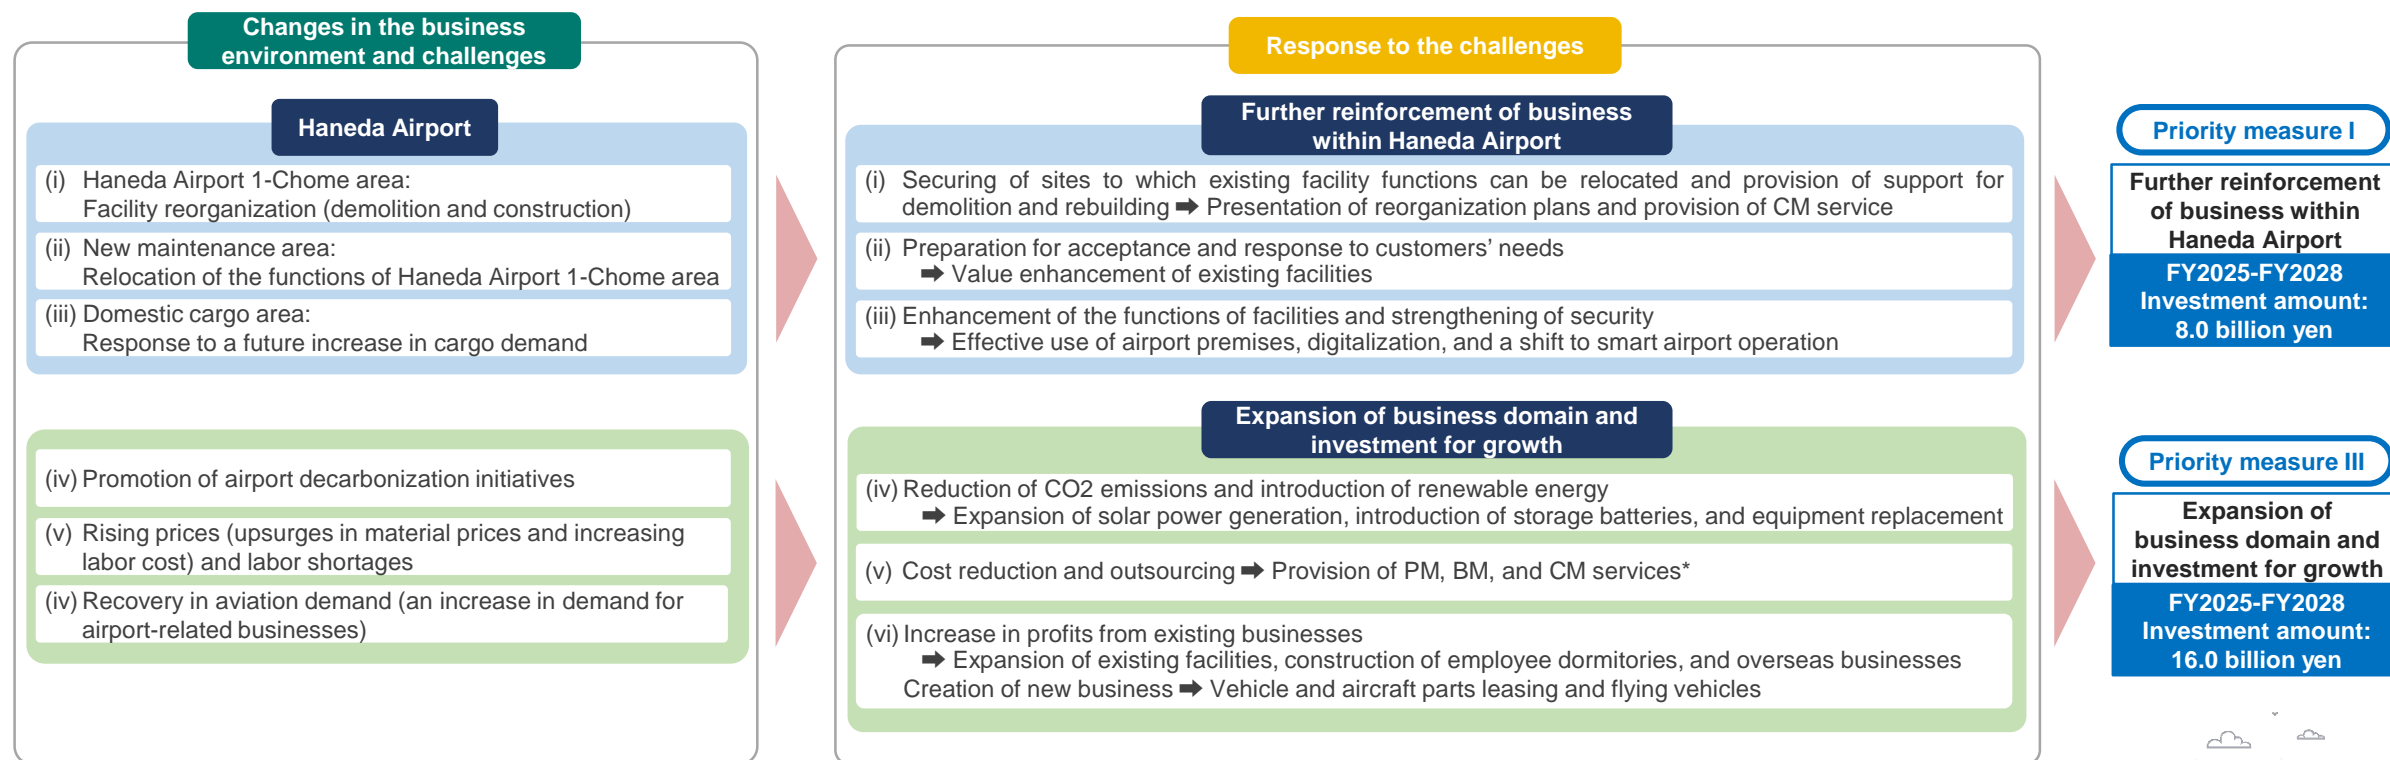 Changes in the business
environment and challenges
Haneda Airport
(i) Haneda Airport 1-Chome area:
Facility reorganization (demolition and construction)
(ii) New maintenance area:
Relocation of the functions of Haneda Airport 1-Chome area
(iii) Domestic cargo area:
Response to a future increase in cargo demand
(iv) Promotion of airport decarbonization initiatives
(v) Rising prices (upsurges in material prices and increasing
labor cost) and labor shortages
(iv) Recovery in aviation demand (an increase in demand for
airport-related businesses)
Response to the challenges
Further reinforcement of business
within Haneda Airport
(i) Securing of sites to which existing facility functions can be relocated and provision of support for
demolition and rebuilding ➡ Presentation of reorganization plans and provision of CM service
(ii) Preparation for acceptance and response to customers’ needs
➡ Value enhancement of existing facilities
(iii) Enhancement of the functions of facilities and strengthening of security
➡ Effective use of airport premises, digitalization, and a shift to smart airport operation
Expansion of business domain and
investment for growth
(iv) Reduction of CO2 emissions and introduction of renewable energy
➡ Expansion of solar power generation, introduction of storage batteries, and equipment replacement
(v) Cost reduction and outsourcing ➡ Provision of PM, BM, and CM services*
(vi) Increase in profits from existing businesses
➡ Expansion of existing facilities, construction of employee dormitories, and overseas businesses
Creation of new business ➡ Vehicle and aircraft parts leasing and flying vehicles
Priority measure I
Further reinforcement
of business within
Haneda Airport
FY2025-FY2028
Investment amount:
8.0 billion yen
Priority measure III
Expansion of
business domain and
investment for growth
FY2025-FY2028
Investment amount:
16.0 billion yen